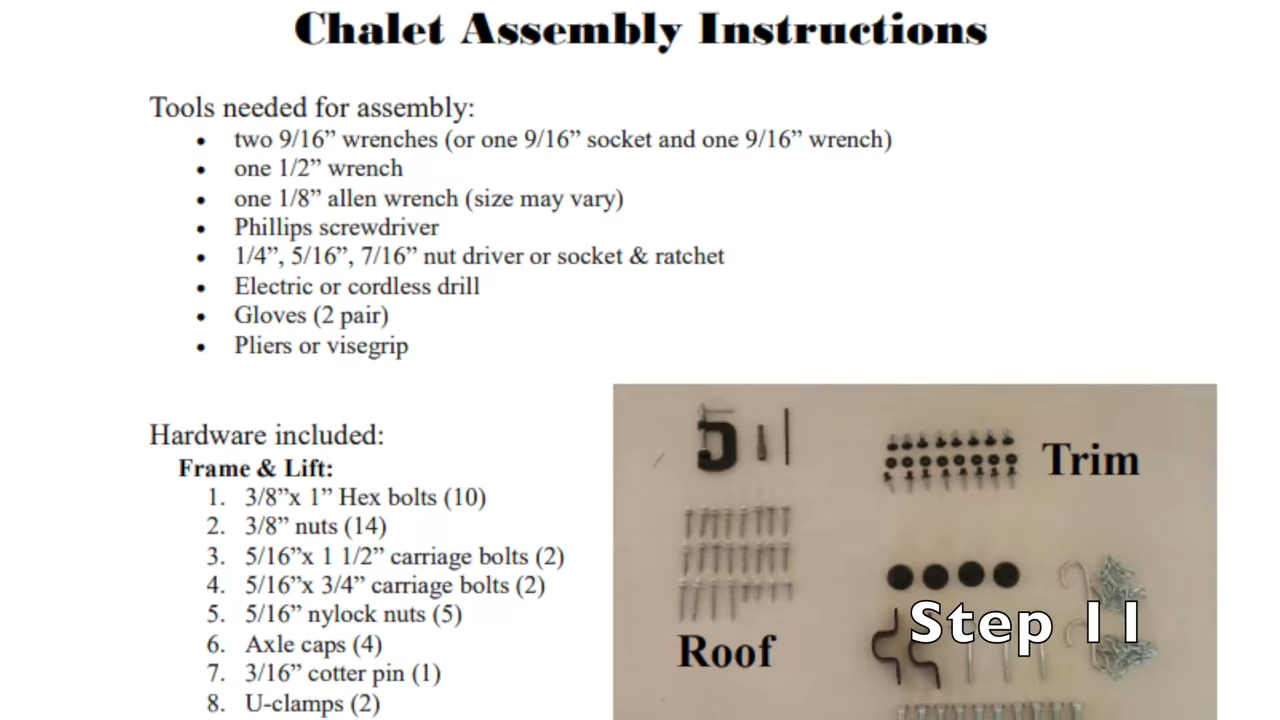 Chalet Assembly Instructions
Tools needed for assembly:
• two 9/16” wrenches (or one 9/16” socket and one 9/16” wrench)
• one 1/2” wrench
• one 1/8” allen wrench (size may vary)
• Phillips screwdriver
• 1/4”, 5/16”, 7/16” nut driver or socket & ratchet
• Electric or cordless drill
• Gloves (2 pair)
• Pliers or visegrip
Hardware included:
Frame & Lift:
1. 3/8”x 1” Hex bolts (10)
2. 3/8” nuts (14)
3. 5/16”x 1 1/2” carriage bolts (2)
4. 5/16”x 3/4” carriage bolts (2)
5. 5/16” nylock nuts (5)
6. Axle caps (4)
7. 3/16” cotter pin (1)
8. U-clamps (2)
Trim
Roof
Step 11